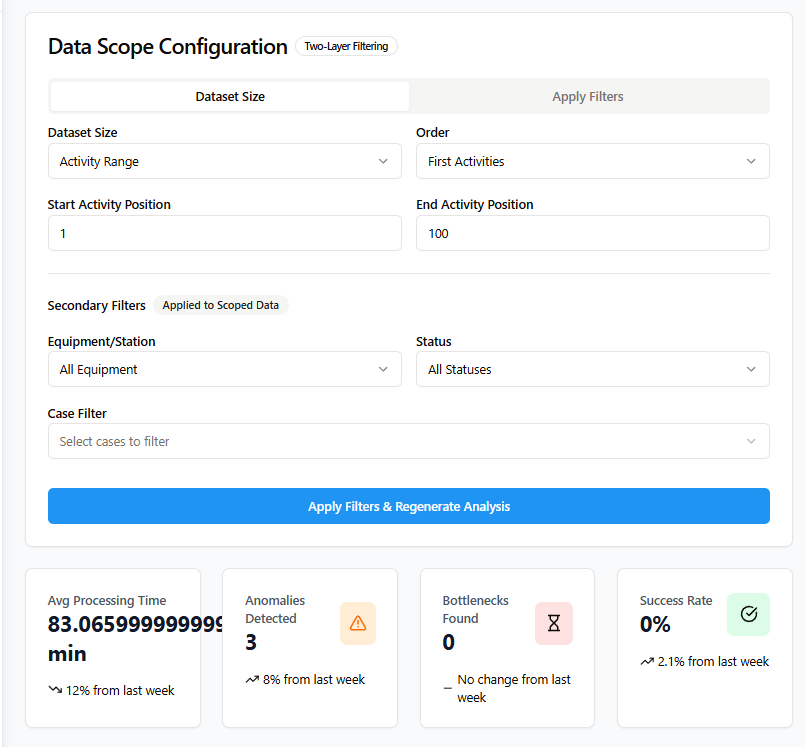 Data Scope Configuration Two-Layer Filtering
Dataset Size Apply Filters
Dataset Size Order
Activity Range First Activities
Start Activity Position End Activity Position
1 100
Secondary Filters Applied to Scoped Data
Equipment/Station Status
All Equipment All Statuses
Case Filter
Select cases to filter
Apply Filters & Regenerate Analysis
Avg Processing Time
83.065999999999
min
12% from last week
Anomalies
Detected
3
8% from last week
Bottlenecks
Found
0
No change from last
week
Success Rate
0%
2.1% from last week